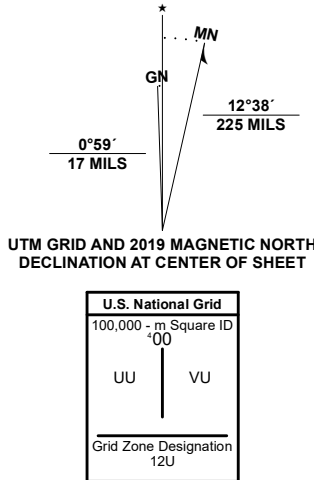 ★
MN
GN
12°38´
225 MILS
0°59´
17 MILS
UTM GRID AND 2019 MAGNETIC NORTH
DECLINATION AT CENTER OF SHEET
U.S. National Grid
100,000 - m Square ID
⁴00
UU VU
Grid Zone Designation
12U